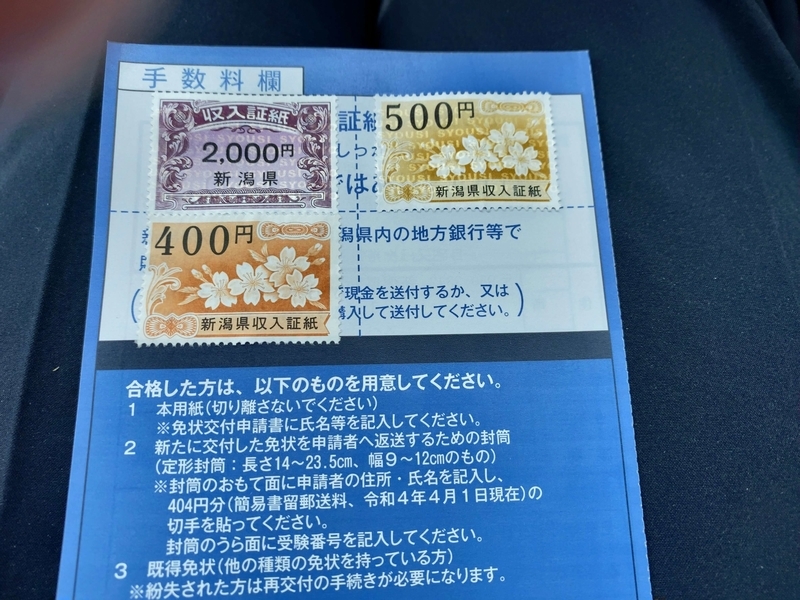 手数料欄
収入証紙
2,000円
新潟県
500円
新潟県収入証紙
400円
新潟県収入証紙
証紙
しつ
ではあ
潟県内の地方銀行等で
で現金を送付するか、又は
購入して送付してください。)
合格した方は、以下のものを用意してください。
1 本用紙(切り離さないでください)
※免状交付申請書に氏名等を記入してください。
2 新たに交付した免状を申請者へ返送するための封筒
(定形封筒:長さ14~23.5cm、幅9~12cmのもの)
※封筒のおもて面に申請者の住所・氏名を記入し、
404円分(簡易書留郵送料、令和4年4月1日現在)の
切手を貼ってください。
封筒のうら面に受験番号を記入してください。
3 既得免状(他の種類の免状を持っている方)
※紛失された方は再交付の手続きが必要になります。